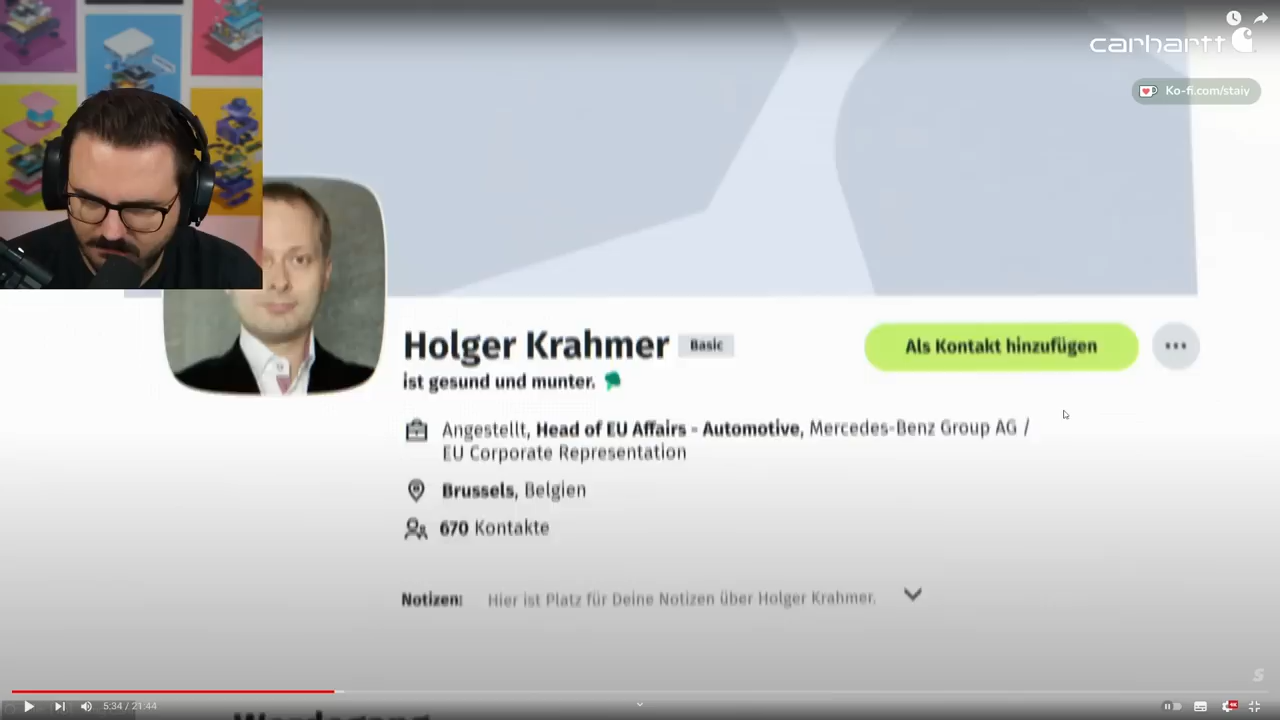 carhartt
Ko-fi.com/staiy
Holger Krahmer Basic
ist gesund und munter.
Als Kontakt hinzufügen
Angestellt, Head of EU Affairs - Automotive, Mercedes-Benz Group AG /
EU Corporate Representation
Brussels, Belgien
670 Kontakte
Notizen: Hier ist Platz für Deine Notizen über Holger Krahmer.
5:34 / 21:44